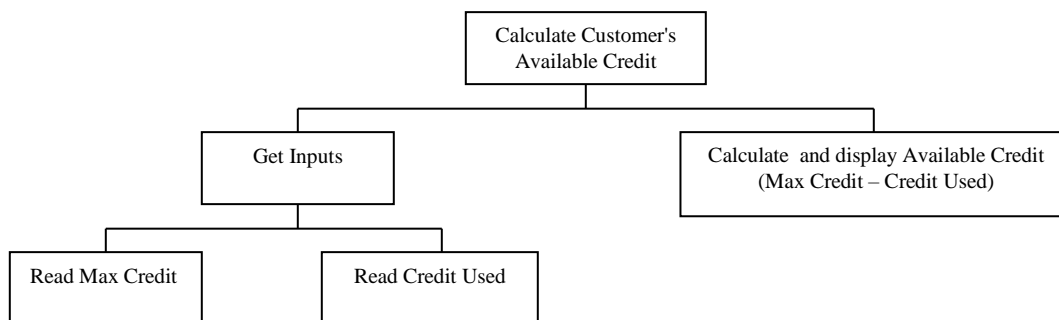 Calculate Customer's
Available Credit
Get Inputs
Calculate  and display Available Credit
(Max Credit – Credit Used)
Read Max Credit
Read Credit Used